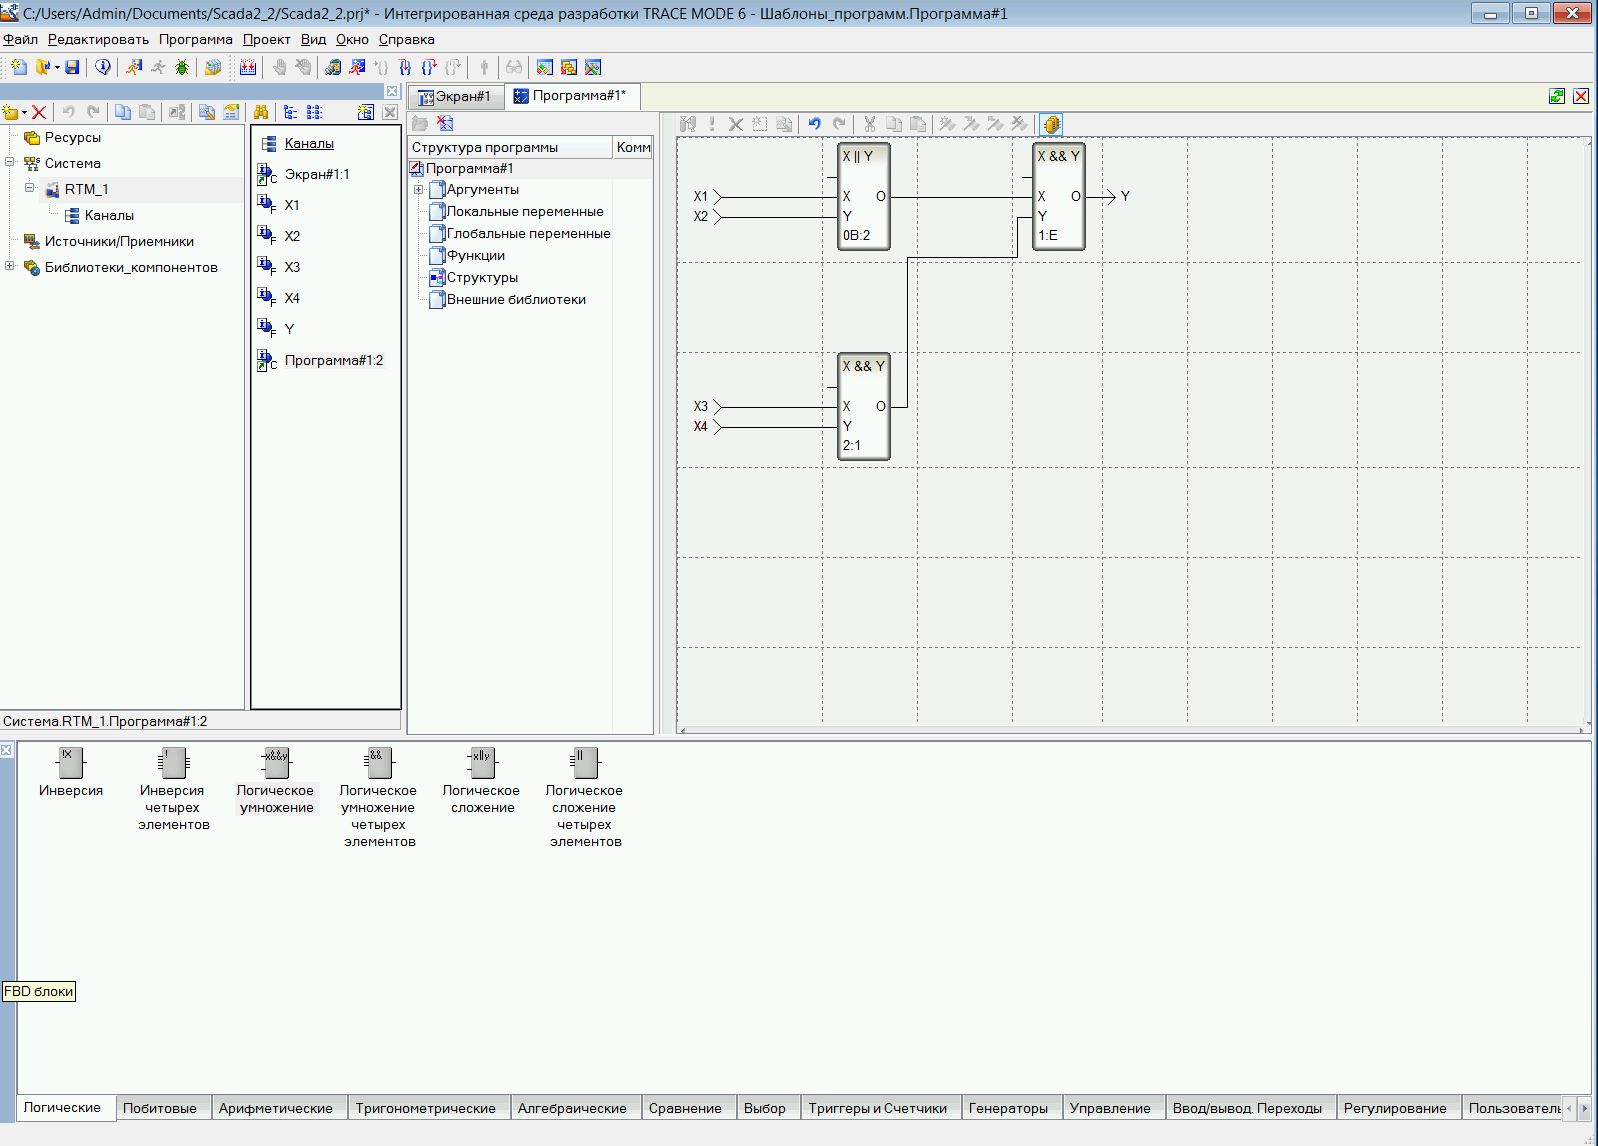 C:/Users/Admin/Documents/Scada2_2/Scada2_2.prj* - Интегрированная среда разработки TRACE MODE 6 - Шаблоны_программ.Программа#1
Файл Редактировать Программа Проект Вид Окно Справка
Экран#1 Программа#1*
Ресурсы
Система
RTM_1
Каналы
Источники/Приемники
Библиотеки_компонентов
Каналы
Экран#1:1
X1
X2
X3
X4
Y
Программа#1:2
Структура программы Комм
Программа#1
Аргументы
Локальные переменные
Глобальные переменные
Функции
Структуры
Внешние библиотеки
X || Y
X1 X O
X2 Y
0B:2
X && Y
X O Y
Y
1:E
X && Y
X3 X O
X4 Y
2:1
Система.RTM_1.Программа#1:2
!X
Инверсия
!
Инверсия
четырех
элементов
x&&y
Логическое
умножение
&&
Логическое
умножение
четырех
элементов
x||y
Логическое
сложение
||
Логическое
сложение
четырех
элементов
FBD блоки
Логические Побитовые Арифметические Тригонометрические Алгебраические Сравнение Выбор Триггеры и Счетчики Генераторы Управление Ввод/вывод. Переходы Регулирование Пользователь